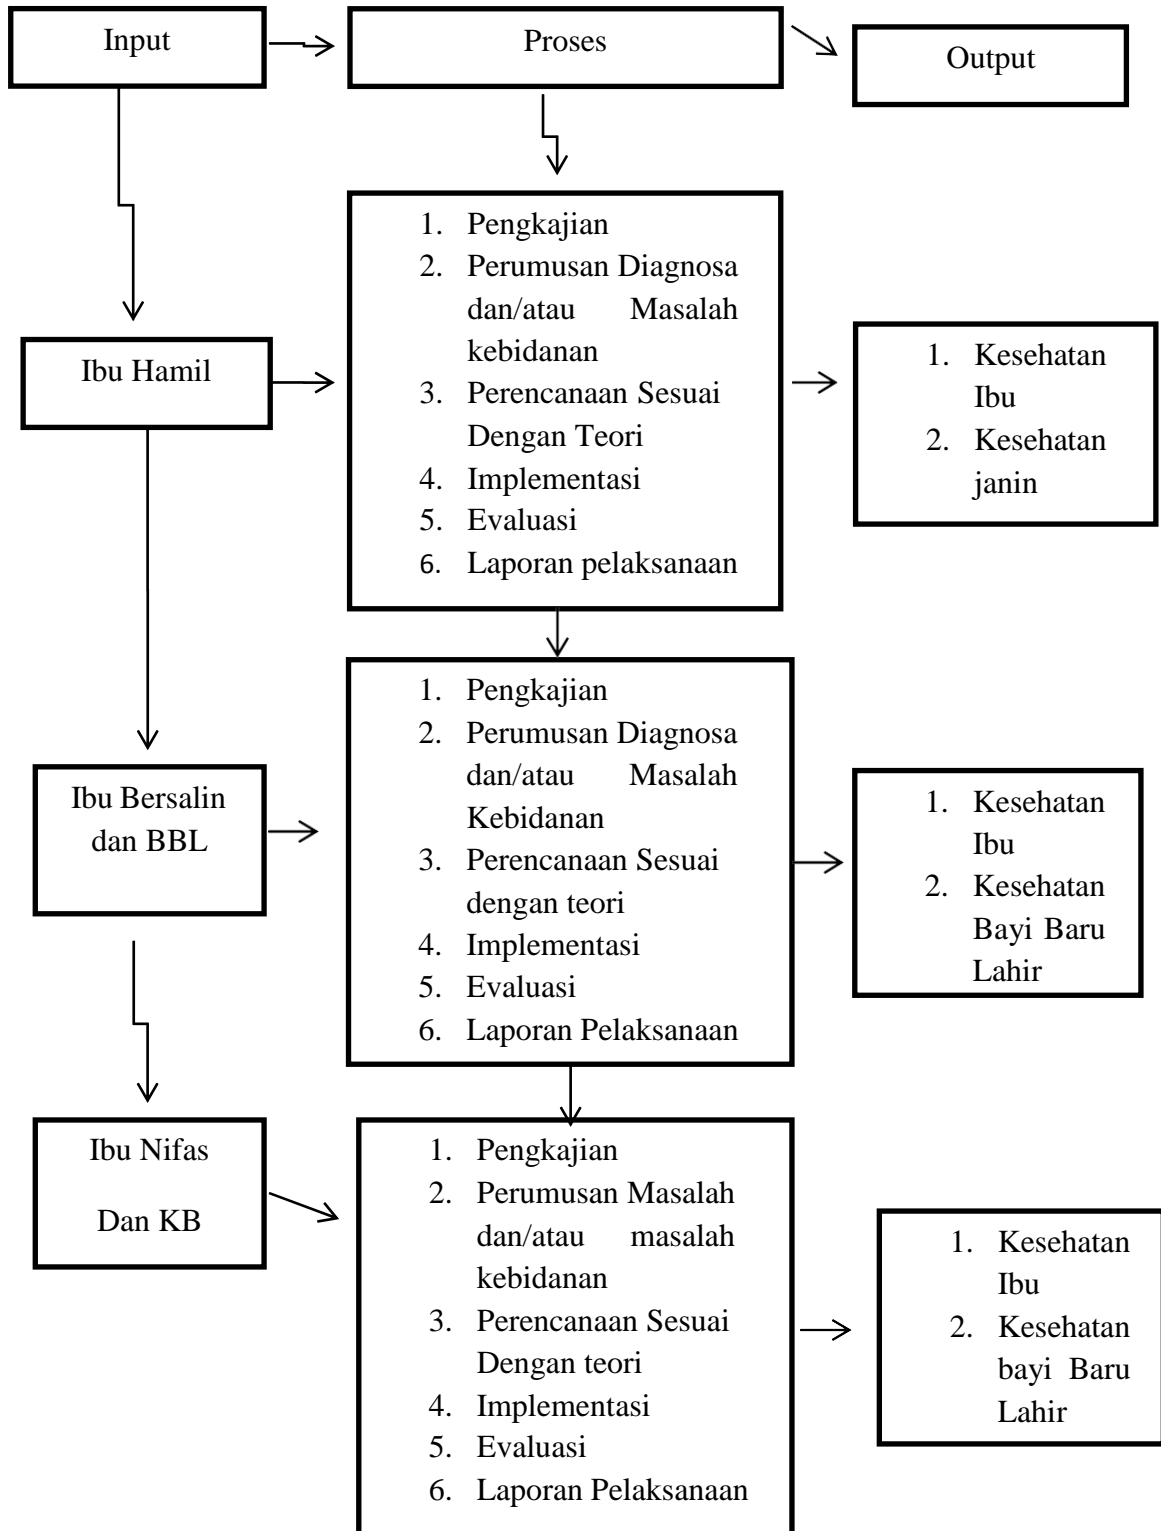 Input
Proses
Output
Ibu Hamil
1. Pengkajian
2. Perumusan Diagnosa
dan/atau Masalah
kebidanan
3. Perencanaan Sesuai
Dengan Teori
4. Implementasi
5. Evaluasi
6. Laporan pelaksanaan
1. Kesehatan
Ibu
2. Kesehatan
janin
Ibu Bersalin
dan BBL
1. Pengkajian
2. Perumusan Diagnosa
dan/atau Masalah
Kebidanan
3. Perencanaan Sesuai
dengan teori
4. Implementasi
5. Evaluasi
6. Laporan Pelaksanaan
1. Kesehatan
Ibu
2. Kesehatan
Bayi Baru
Lahir
Ibu Nifas
Dan KB
1. Pengkajian
2. Perumusan Masalah
dan/atau masalah
kebidanan
3. Perencanaan Sesuai
Dengan teori
4. Implementasi
5. Evaluasi
6. Laporan Pelaksanaan
1. Kesehatan
Ibu
2. Kesehatan
bayi Baru
Lahir